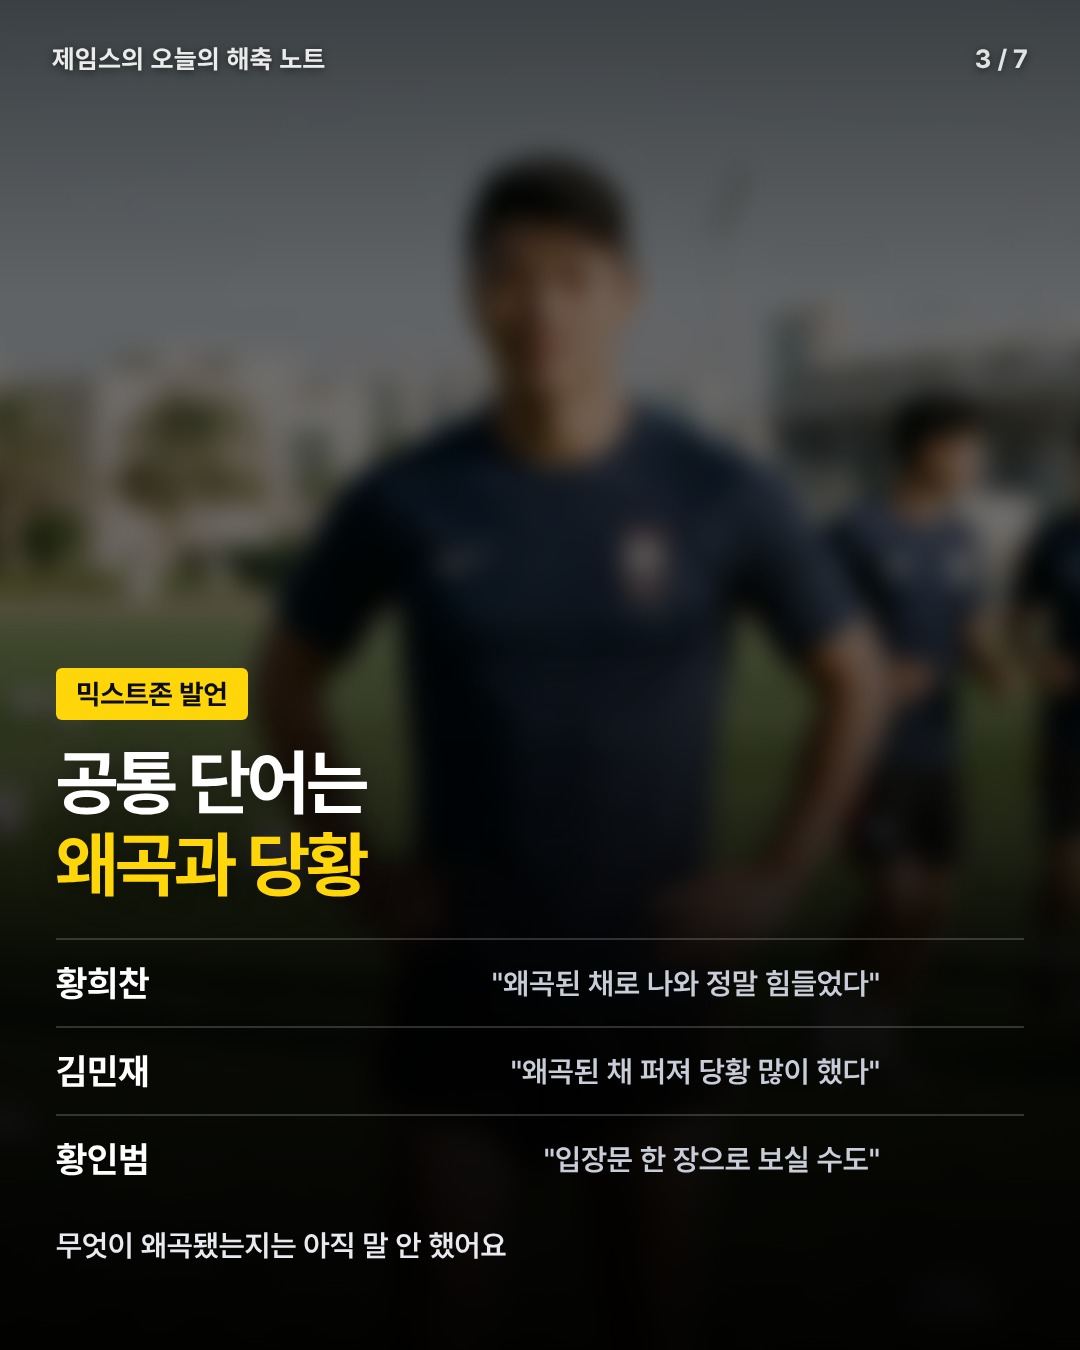 제임스의 오늘의 해축 노트
3 / 7
믹스트존 발언
공통 단어는
왜곡과 당황
황희찬 "왜곡된 채로 나와 정말 힘들었다"
김민재 "왜곡된 채 퍼져 당황 많이 했다"
황인범 "입장문 한 장으로 보실 수도"
무엇이 왜곡됐는지는 아직 말 안 했어요